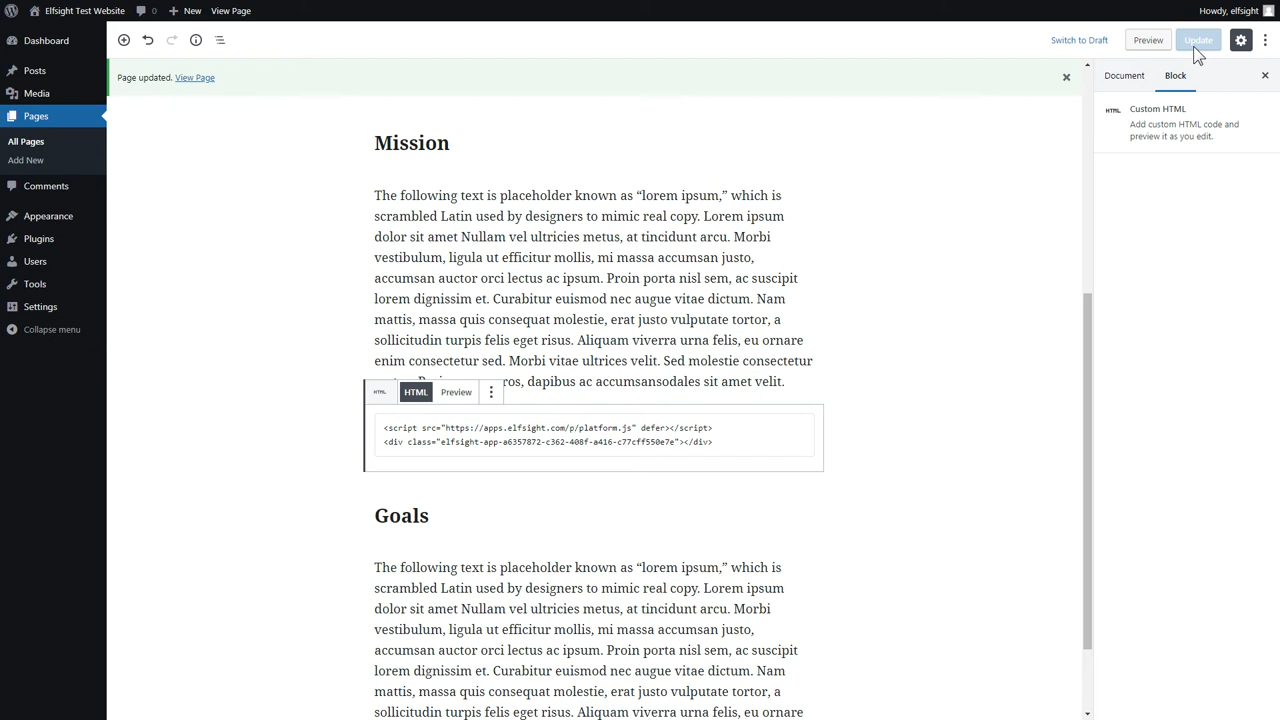 Elfsight Test Website 0 New View Page Howdy, elfsight
Switch to Draft Preview Update
Dashboard
Posts
Media
Pages
All Pages
Add New
Comments
Appearance
Plugins
Users
Tools
Settings
Collapse menu
Page updated. View Page
Mission
The following text is placeholder known as “lorem ipsum,” which is
scrambled Latin used by designers to mimic real copy. Lorem ipsum
dolor sit amet Nullam vel ultricies metus, at tincidunt arcu. Morbi
vestibulum, ligula ut efficitur mollis, mi massa accumsan justo,
accumsan auctor orci lectus ac ipsum. Proin porta nisl sem, ac suscipit
lorem dignissim et. Curabitur euismod nec augue vitae dictum. Nam
mattis, massa quis consequat molestie, erat justo vulputate tortor, a
sollicitudin turpis felis eget risus. Aliquam viverra urna felis, eu ornare
enim consectetur sed. Morbi vitae ultrices velit. Sed molestie consectetur
ros, dapibus ac accumsansodales sit amet velit.
HTML HTML Preview
<script src="https://apps.elfsight.com/p/platform.js" defer></script>
<div class="elfsight-app-a6357872-c362-408f-a416-c77cff550e7e"></div>
Goals
The following text is placeholder known as “lorem ipsum,” which is
scrambled Latin used by designers to mimic real copy. Lorem ipsum
dolor sit amet Nullam vel ultricies metus, at tincidunt arcu. Morbi
vestibulum, ligula ut efficitur mollis, mi massa accumsan justo,
accumsan auctor orci lectus ac ipsum. Proin porta nisl sem, ac suscipit
lorem dignissim et. Curabitur euismod nec augue vitae dictum. Nam
mattis, massa quis consequat molestie, erat justo vulputate tortor, a
sollicitudin turpis felis eget risus. Aliquam viverra urna felis, eu ornare
Document Block
HTML Custom HTML
Add custom HTML code and
preview it as you edit.